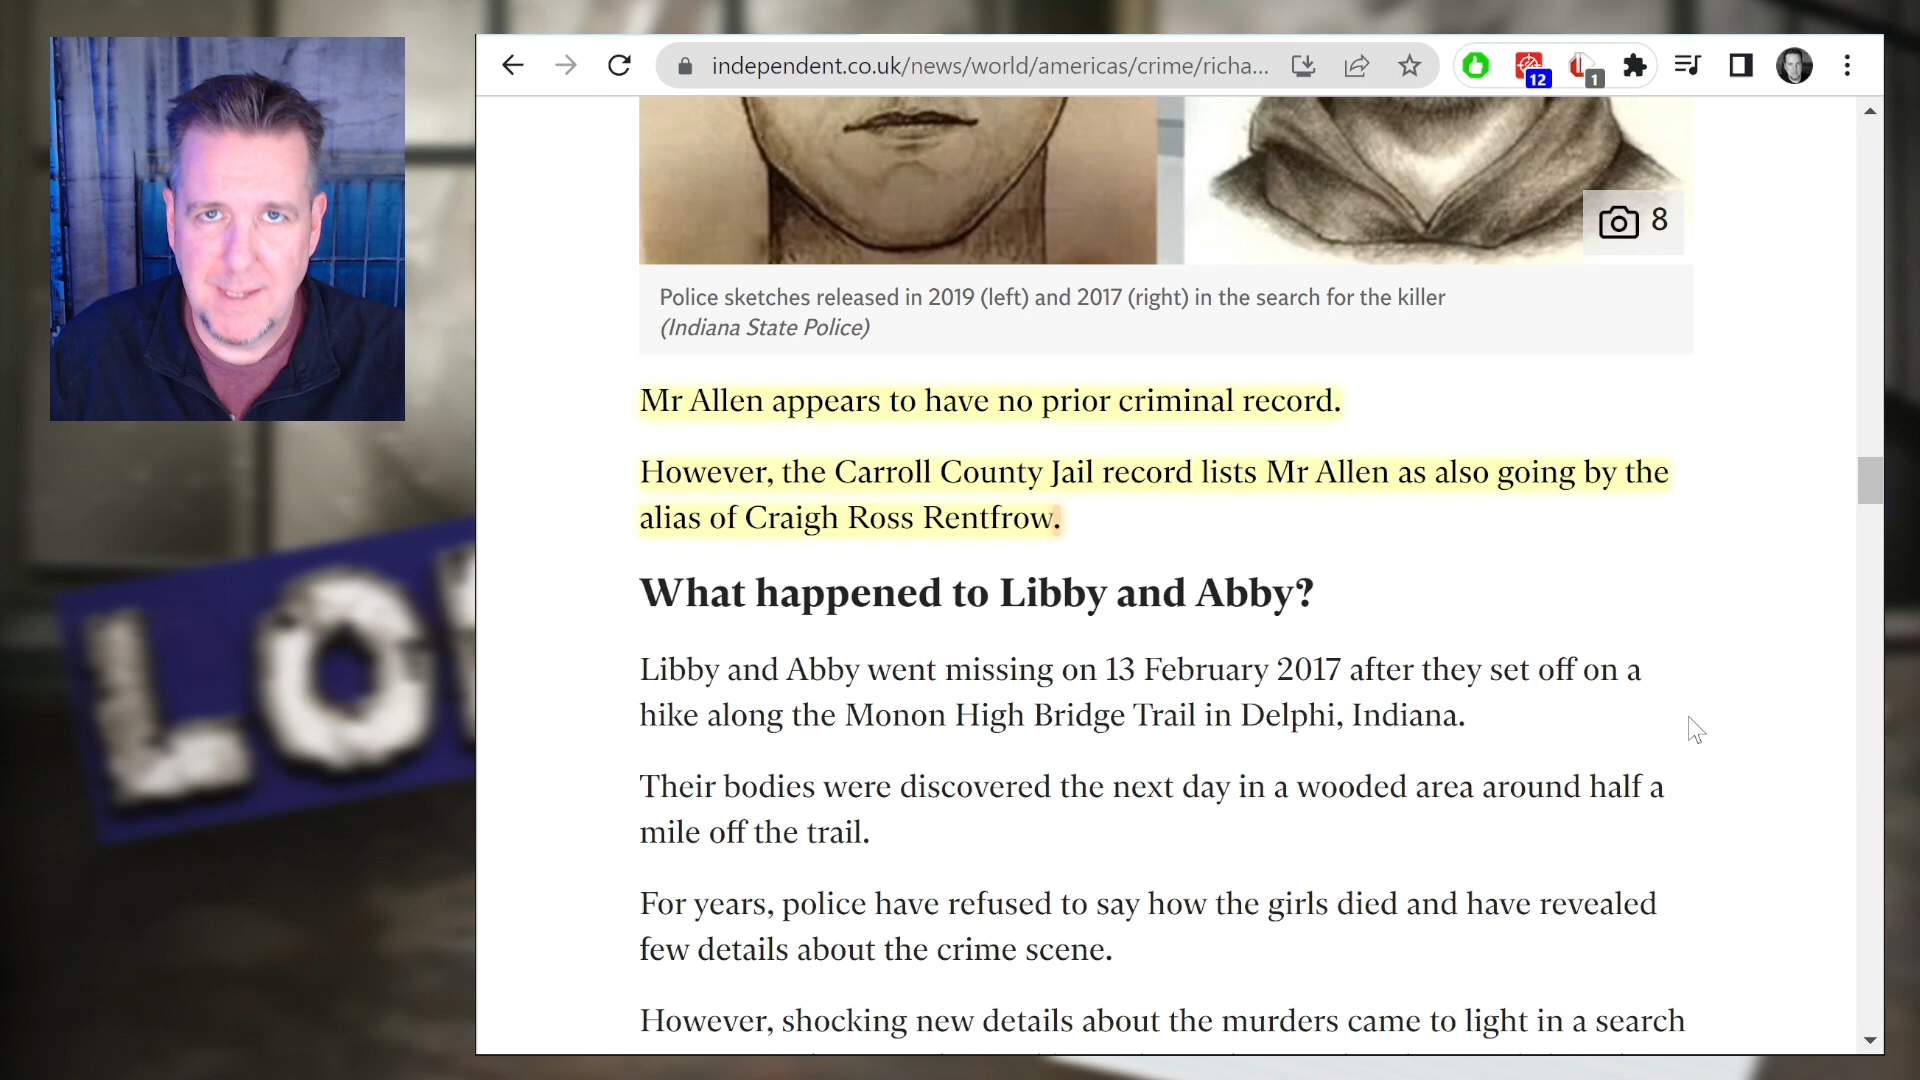 independent.co.uk/news/world/americas/crime/richa...
12
1
8
Police sketches released in 2019 (left) and 2017 (right) in the search for the killer
(Indiana State Police)
Mr Allen appears to have no prior criminal record.
However, the Carroll County Jail record lists Mr Allen as also going by the
alias of Craigh Ross Rentfrow.
What happened to Libby and Abby?
Libby and Abby went missing on 13 February 2017 after they set off on a
hike along the Monon High Bridge Trail in Delphi, Indiana.
Their bodies were discovered the next day in a wooded area around half a
mile off the trail.
For years, police have refused to say how the girls died and have revealed
few details about the crime scene.
However, shocking new details about the murders came to light in a search
LO